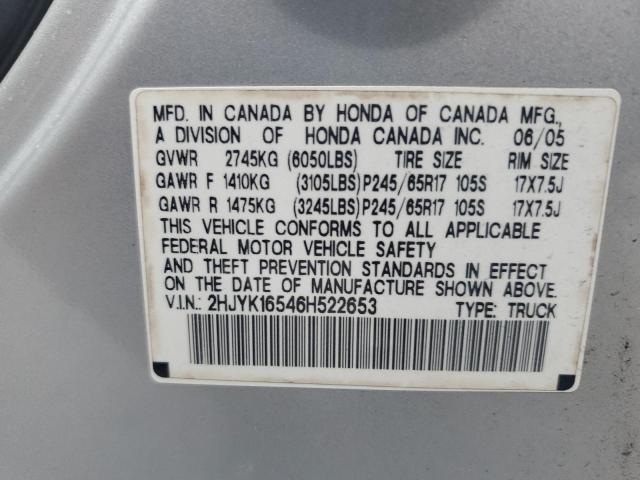 MFD. IN CANADA BY HONDA OF CANADA MFG.,
A DIVISION OF HONDA CANADA INC. 06/05
GVWR 2745KG (6050LBS) TIRE SIZE RIM SIZE
GAWR F 1410KG (3105LBS)P245/65R17 105S 17X7.5J
GAWR R 1475KG (3245LBS)P245/65R17 105S 17X7.5J
THIS VEHICLE CONFORMS TO ALL APPLICABLE
FEDERAL MOTOR VEHICLE SAFETY
AND THEFT PREVENTION STANDARDS IN EFFECT
ON THE DATE OF MANUFACTURE SHOWN ABOVE.
V.I.N.: 2HJYK16546H522653 TYPE: TRUCK